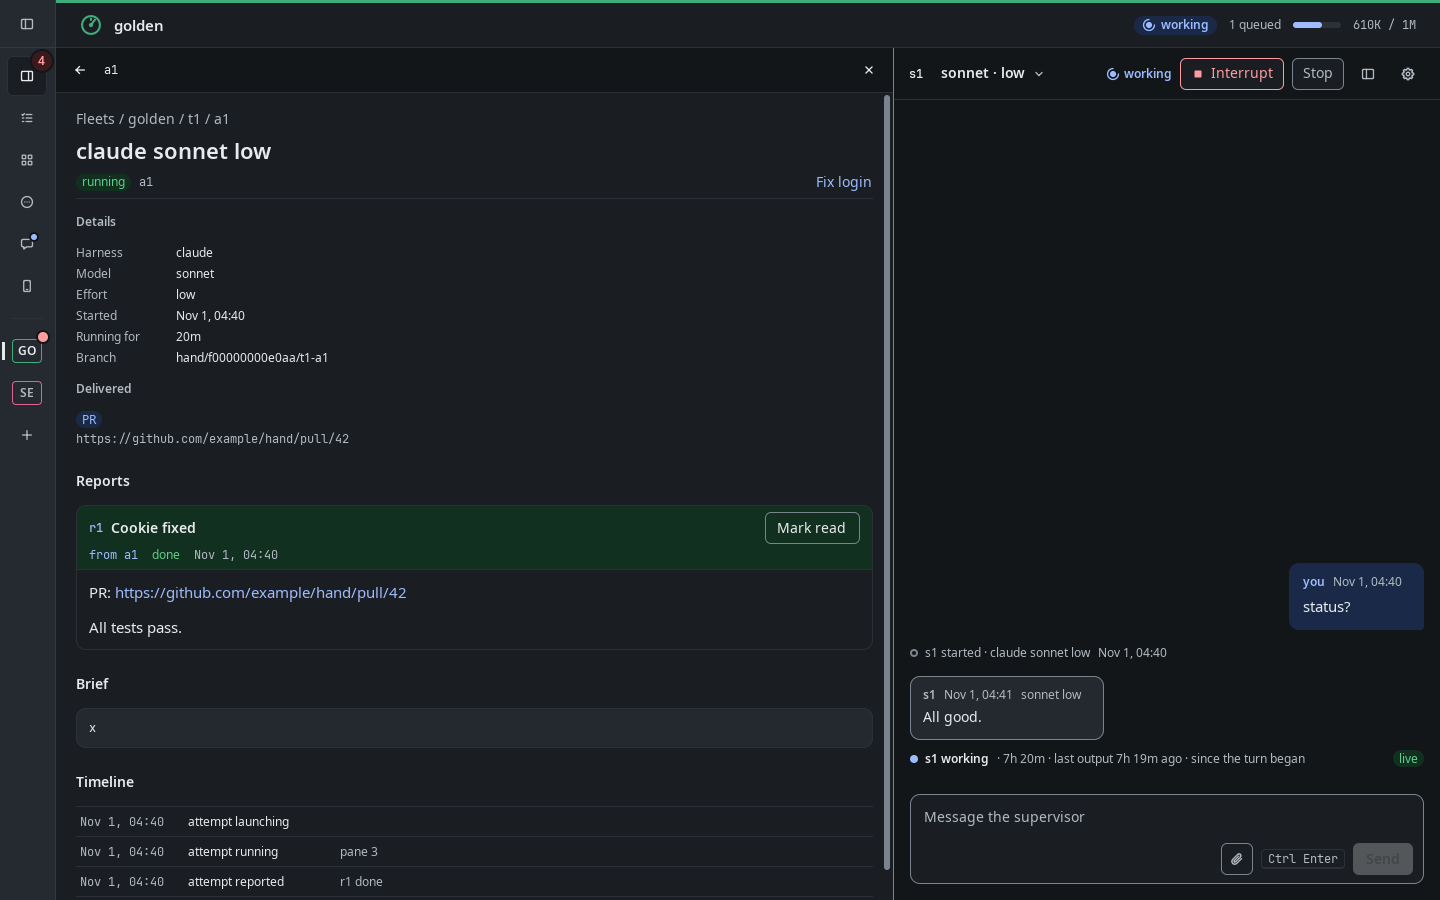 golden
working
1 queued
610K / 1M
4
GO
SE
a1
Fleets / golden / t1 / a1
claude sonnet low
running a1
Fix login
Details
Harness claude
Model sonnet
Effort low
Started Nov 1, 04:40
Running for 20m
Branch hand/f00000000e0aa/t1-a1
Delivered
PR
https://github.com/example/hand/pull/42
Reports
r1 Cookie fixed
Mark read
from a1 done Nov 1, 04:40
PR: https://github.com/example/hand/pull/42
All tests pass.
Brief
x
Timeline
Nov 1, 04:40 attempt launching
Nov 1, 04:40 attempt running pane 3
Nov 1, 04:40 attempt reported r1 done
s1 sonnet · low
working
Interrupt
Stop
you Nov 1, 04:40
status?
s1 started · claude sonnet low Nov 1, 04:40
s1 Nov 1, 04:41 sonnet low
All good.
s1 working · 7h 20m · last output 7h 19m ago · since the turn began
live
Message the supervisor
Ctrl Enter
Send